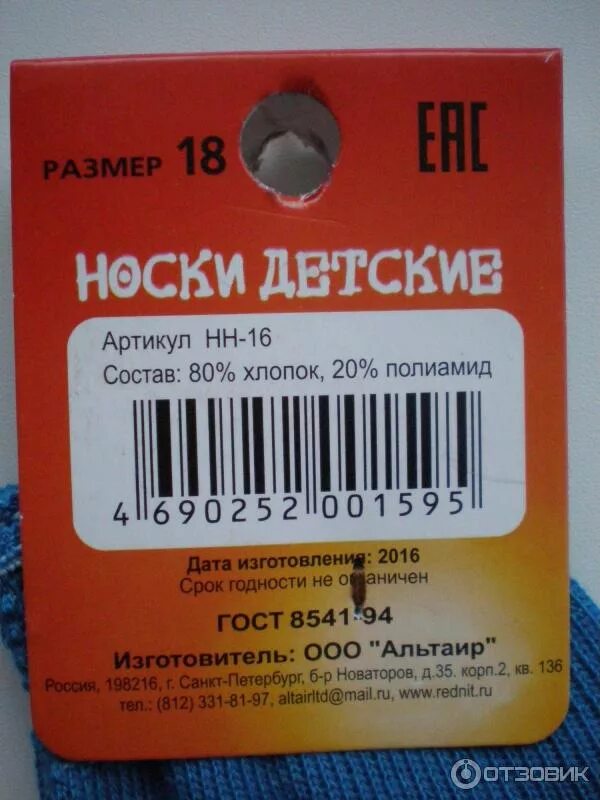 РАЗМЕР 18
ЕАС
НОСКИ ДЕТСКИЕ
Артикул НН-16
Состав: 80% хлопок, 20% полиамид
4 690252 001595
Дата изготовления: 2016
Срок годности не ограничен
ГОСТ 8541-94
Изготовитель: ООО "Альтаир"
Россия, 198216, г. Санкт-Петербург, б-р Новаторов, д.35. корп.2, кв. 136
тел.: (812) 331-81-97, altairltd@mail.ru, www.rednit.ru
ОТЗОВИК